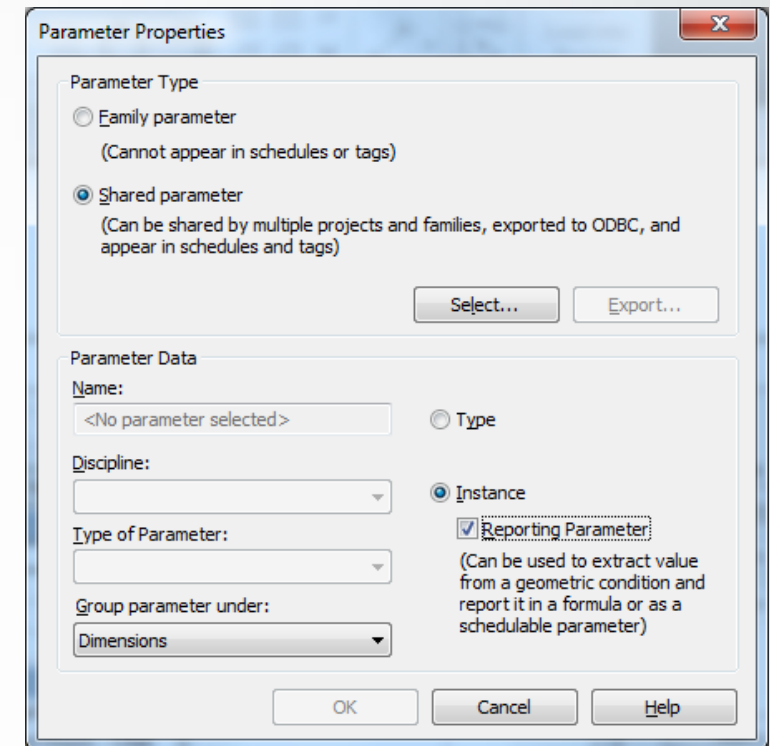 Parameter Properties
Parameter Type
Family parameter
(Cannot appear in schedules or tags)
Shared parameter
(Can be shared by multiple projects and families, exported to ODBC, and
appear in schedules and tags)
Select...
Export...
Parameter Data
Name:
<No parameter selected>
Type
Discipline:
Instance
Reporting Parameter
(Can be used to extract value
from a geometric condition and
report it in a formula or as a
schedulable parameter)
Type of Parameter:
Group parameter under:
Dimensions
OK
Cancel
Help